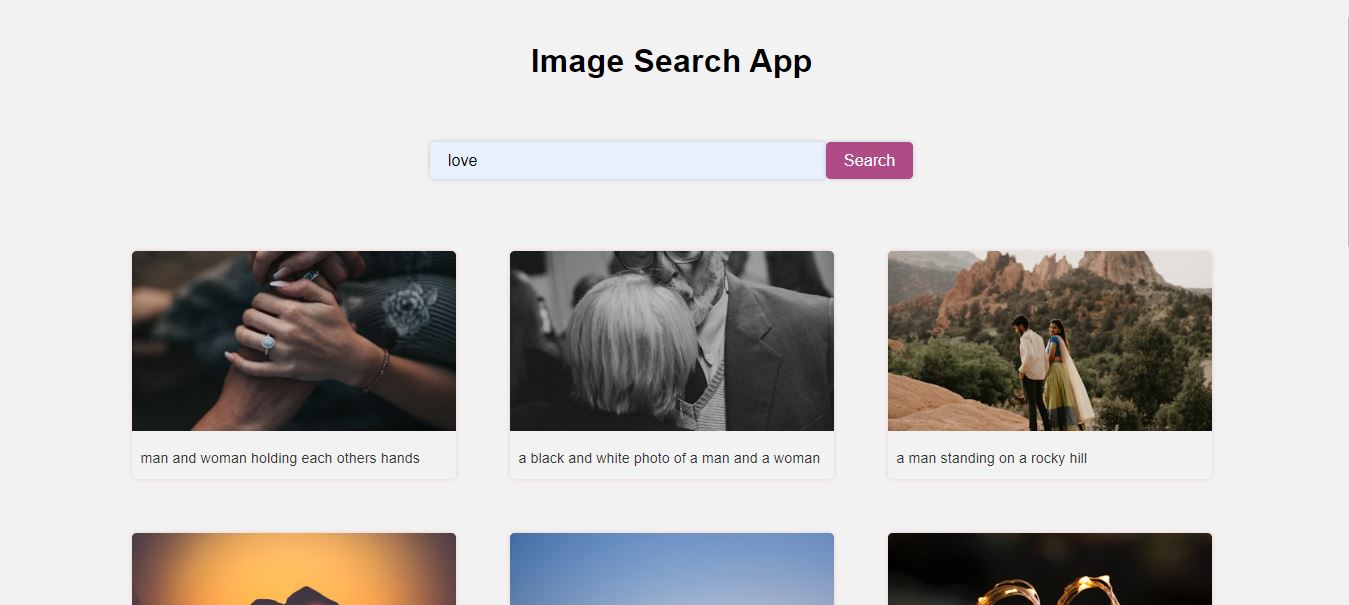 Image Search App
love
Search
man and woman holding each others hands
a black and white photo of a man and a woman
a man standing on a rocky hill